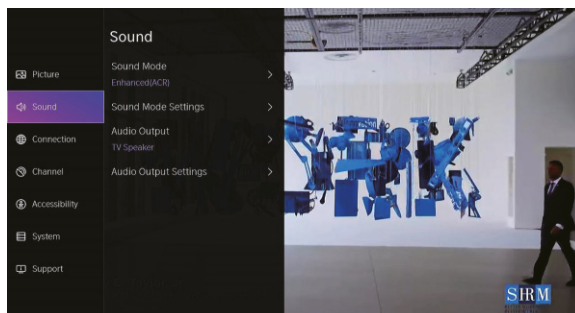 Sound
Picture
Sound
Connection
Channel
Accessibility
System
Support
Sound Mode
Enhanced(ACR)
Sound Mode Settings
Audio Output
TV Speaker
Audio Output Settings
SHRM